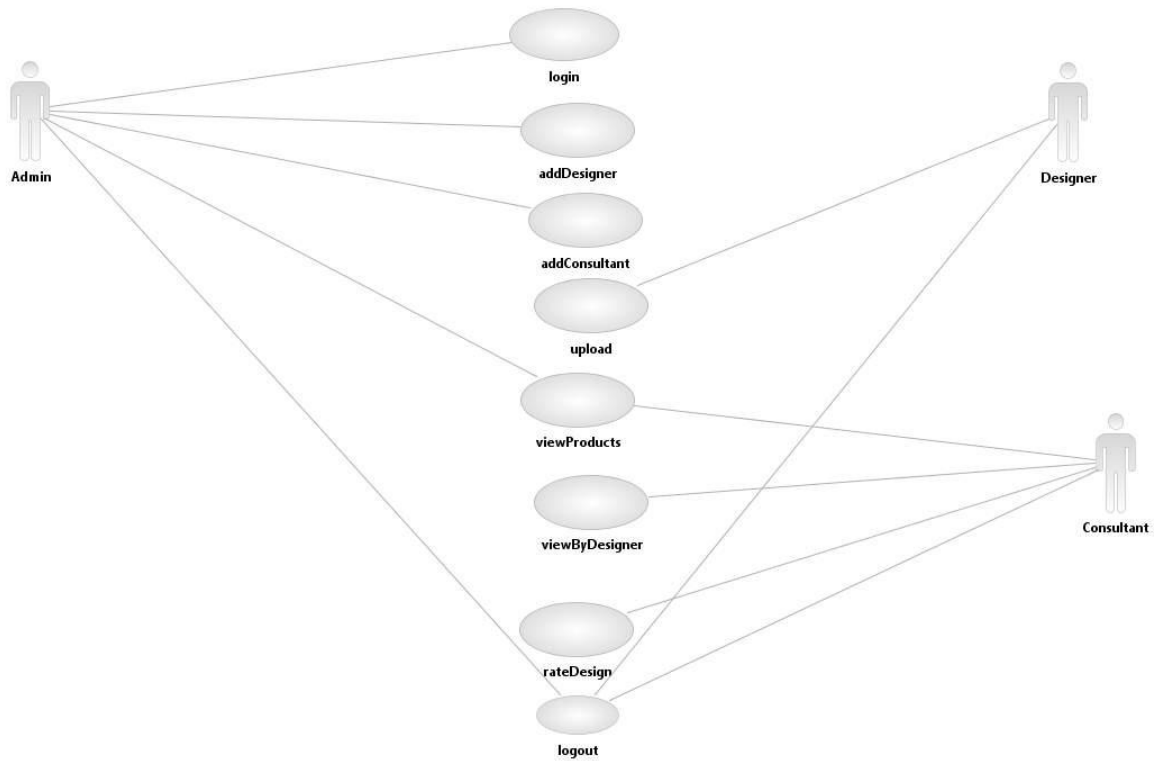 login
Admin
Designer
addDesigner
addConsultant
upload
viewProducts
Consultant
viewByDesigner
rateDesign
logout